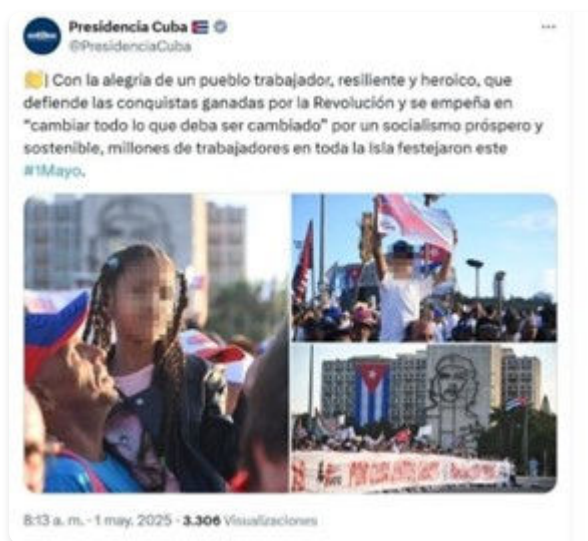 Presidencia Cuba
@PresidenciaCuba
| Con la alegría de un pueblo trabajador, resiliente y heroico, que
defiende las conquistas ganadas por la Revolución y se empeña en
“cambiar todo lo que deba ser cambiado” por un socialismo próspero y
sostenible, millones de trabajadores en toda la Isla festejaron este
#1Mayo.
POR CUBA
8:13 a. m. · 1 may. 2025 · 3.306 Visualizaciones